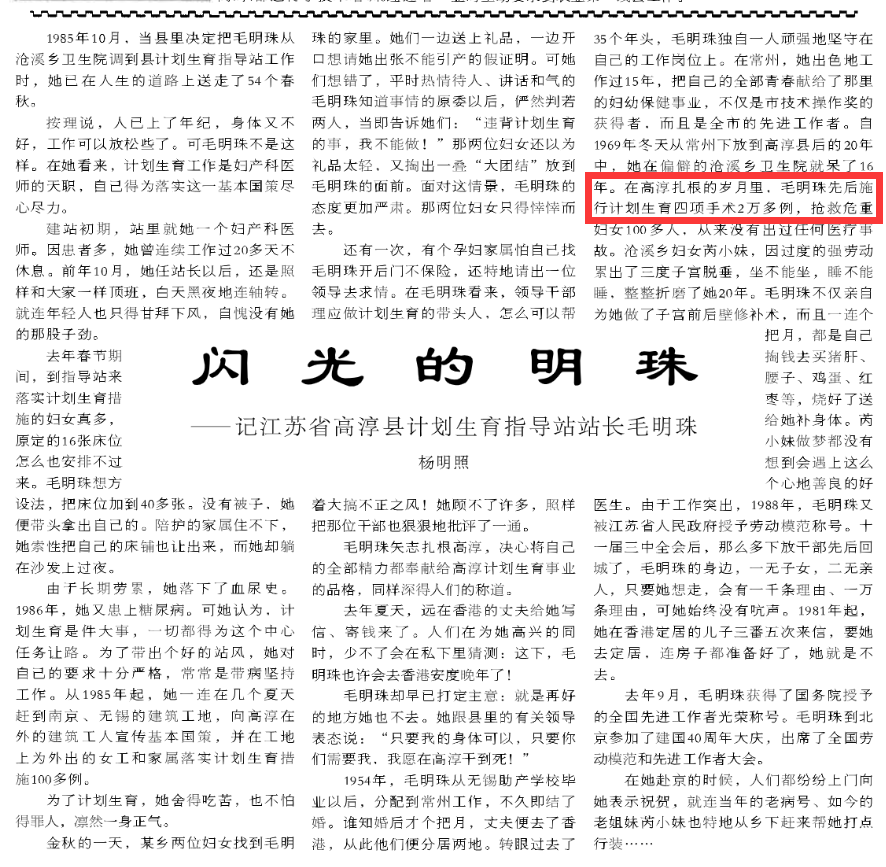 1985年10月，当县里决定把毛明珠从
沧溪乡卫生院调到县计划生育指导站工作
时，她已在人生的道路上送走了54个春
秋。
按理说，人已上了年纪，身体又不
好，工作可以放松些了。可毛明珠不是这
样。在她看来，计划生育工作是妇产科医
师的天职，自己得为落实这一基本国策尽
心尽力。
建站初期，站里就她一个妇产科医
师。因患者多，她曾连续工作过20多天不
休息。前年10月，她任站长以后，还是照
样和大家一样顶班，白天黑夜地连轴转。
就连年轻人也只得甘拜下风，自愧没有她
的那股子劲。
去年春节期
间，到指导站来
落实计划生育措
施的妇女真多，
原定的16张床位
怎么也安排不过
来。毛明珠想方
设法，把床位加到40多张。没有被子，她
便带头拿出自己的。陪护的家属住不下，
她索性把自己的床铺也让出来，而她却躺
在沙发上过夜。
由于长期劳累，她落下了血尿史。
1986年，她又患上糖尿病。可她认为，计
划生育是件大事，一切都得为这个中心
任务让路。为了带出个好的站风，她对
自己的要求十分严格，常常是带病坚持
工作。从1985年起，她一连在几个夏天
赶到南京、无锡的建筑工地，向高淳在
外的建筑工人宣传基本国策，并在工地
上为外出的女工和家属落实计划生育措
施100多例。
为了计划生育，她舍得吃苦，也不怕
得罪人，凛然一身正气。
金秋的一天，某乡两位妇女找到毛明
珠的家里。她们一边送上礼品，一边开
口想请她出张不能引产的假证明。可她
们想错了，平时热情待人、讲话和气的
毛明珠知道事情的原委以后，俨然判若
两人，当即告诉她们：“违背计划生育
的事，我不能做！”那两位妇女还以为
礼品太轻，又掏出一叠“大团结”放到
毛明珠的面前。面对这情景，毛明珠的
态度更加严肃。那两位妇女只得悻悻而
去。
还有一次，有个孕妇家属怕自己找
毛明珠开后门不保险，还特地请出一位
领导去求情。在毛明珠看来，领导干部
理应做计划生育的带头人，怎么可以帮
闪光的明珠
——记江苏省高淳县计划生育指导站站长毛明珠
杨明照
着大搞不正之风！她顾不了许多，照样
把那位干部也狠狠地批评了一通。
毛明珠矢志扎根高淳，决心将自己
的全部精力都奉献给高淳计划生育事业
的品格，同样深得人们的称道。
去年夏天，远在香港的丈夫给她写
信、寄钱来了。人们在为她高兴的同
时，少不了会在私下里猜测：这下，毛
明珠也许会去香港安度晚年了！
毛明珠却早已打定主意：就是再好
的地方她也不去。她跟县里的有关领导
表态说：“只要我的身体可以，只要你
们需要我，我愿在高淳干到死！”
1954年，毛明珠从无锡助产学校毕
业以后，分配到常州工作，不久即结了
婚。谁知婚后才个把月，丈夫便去了香
港，从此他们便分居两地。转眼过去了
35个年头，毛明珠独自一人顽强地坚守在
自己的工作岗位上。在常州，她出色地工
作过15年，把自己的全部青春献给了那里
的妇幼保健事业，不仅是市技术操作奖的
获得者，而且是全市的先进工作者。自
1969年冬天从常州下放到高淳县后的20年
中，她在偏僻的沧溪乡卫生院就呆了16
年。在高淳扎根的岁月里，毛明珠先后施
行计划生育四项手术2万多例，抢救危重
妇女100多人，从来没有出过任何医疗事
故。沧溪乡妇女芮小妹，因过度的强劳动
累出了三度子宫脱垂，坐不能坐，睡不能
睡，整整折磨了她20年。毛明珠不仅亲自
为她做了子宫前后壁修补术，而且一连个
把月，都是自己
掏钱去买猪肝、
腰子、鸡蛋、红
枣等，烧好了送
给她补身体。芮
小妹做梦都没有
想到会遇上这么
个心地善良的好
医生。由于工作突出，1988年，毛明珠又
被江苏省人民政府授予劳动模范称号。十
一届三中全会后，那么多下放干部先后回
城了，毛明珠的身边，一无子女，二无亲
人，只要她想走，会有一千条理由、一万
条理由，可她始终没有吭声。1981年起，
她在香港定居的儿子三番五次来信，要她
去定居，连房子都准备好了，她就是不
去。
去年9月，毛明珠获得了国务院授予
的全国先进工作者光荣称号。毛明珠到北
京参加了建国40周年大庆，出席了全国劳
动模范和先进工作者大会。
在她赴京的时候，人们都纷纷上门向
她表示祝贺，就连当年的老病号、如今的
老姐妹芮小妹也特地从乡下赶来帮她打点
行装……